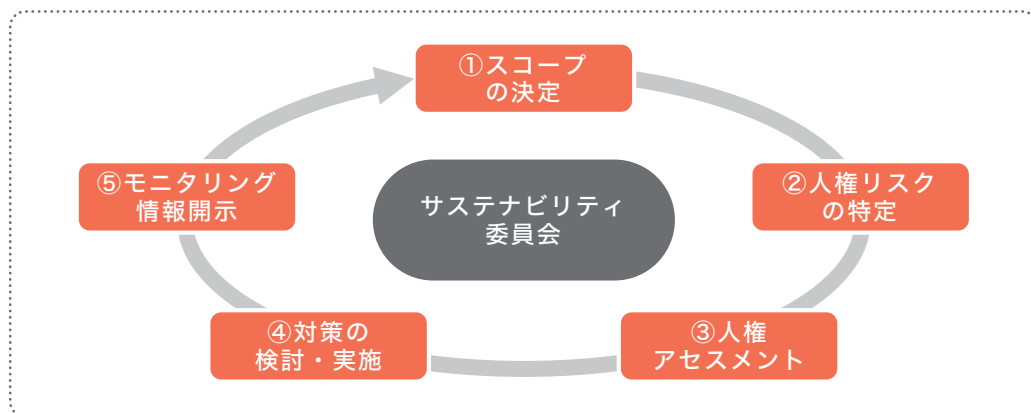 ①スコープ
の決定
②人権リスク
の特定
③人権
アセスメント
④対策の
検討・実施
⑤モニタリング
情報開示
サステナビリティ
委員会